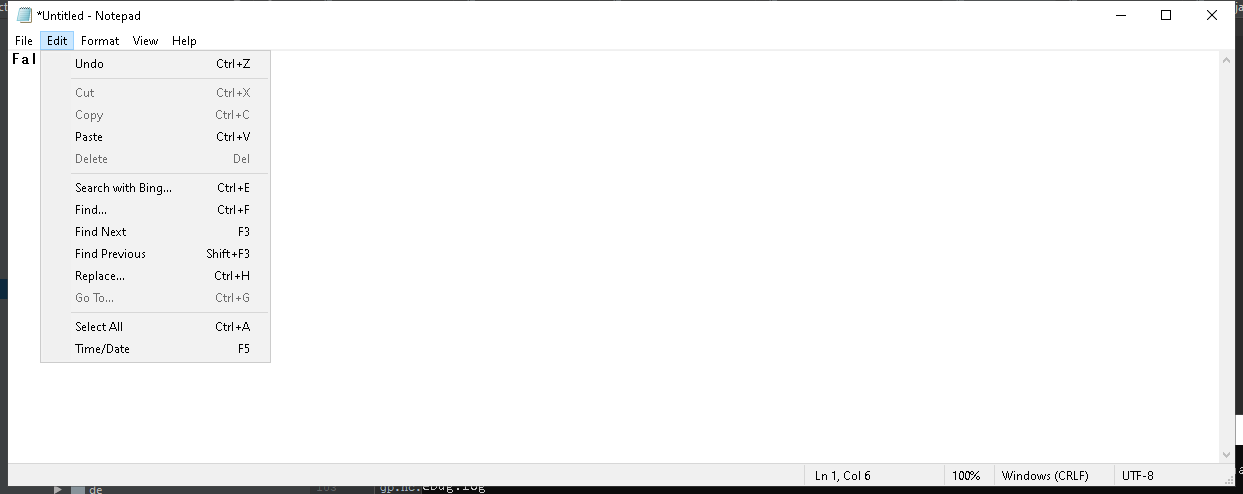 *Untitled - Notepad
File Edit Format View Help
Fal
Undo Ctrl+Z
Cut Ctrl+X
Copy Ctrl+C
Paste Ctrl+V
Delete Del
Search with Bing... Ctrl+E
Find... Ctrl+F
Find Next F3
Find Previous Shift+F3
Replace... Ctrl+H
Go To... Ctrl+G
Select All Ctrl+A
Time/Date F5
Ln 1, Col 6 100% Windows (CRLF) UTF-8
de